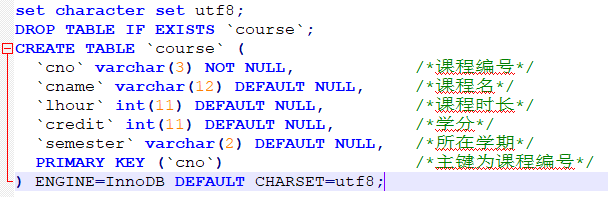 set character set utf8;
DROP TABLE IF EXISTS `course`;
CREATE TABLE `course` (
  `cno` varchar(3) NOT NULL,            /*课程编号*/
  `cname` varchar(12) DEFAULT NULL,     /*课程名*/
  `lhour` int(11) DEFAULT NULL,         /*课程时长*/
  `credit` int(11) DEFAULT NULL,        /*学分*/
  `semester` varchar(2) DEFAULT NULL,   /*所在学期*/
  PRIMARY KEY (`cno`)                   /*主键为课程编号*/
) ENGINE=InnoDB DEFAULT CHARSET=utf8;